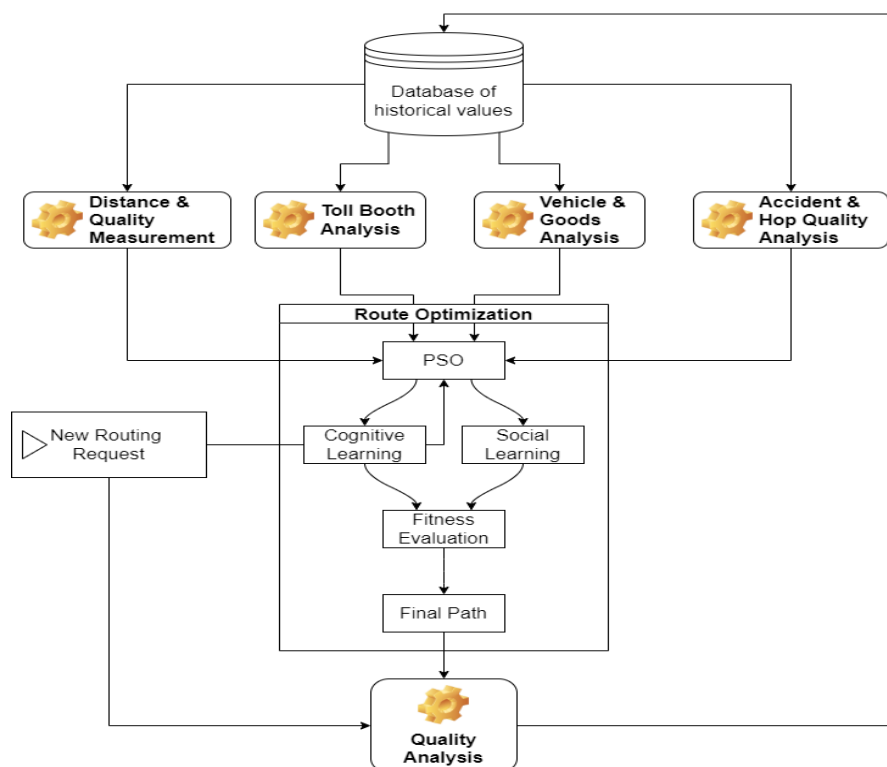 Database of
historical values
Distance &
Quality
Measurement
Toll Booth
Analysis
Vehicle &
Goods
Analysis
Accident &
Hop Quality
Analysis
Route Optimization
PSO
New Routing
Request
Cognitive
Learning
Social
Learning
Fitness
Evaluation
Final Path
Quality
Analysis